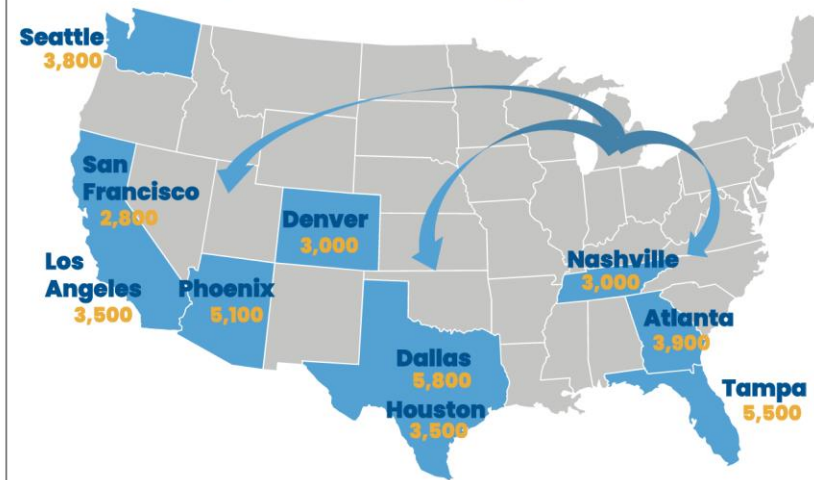 Seattle
3,800
San
Francisco
2,800
Denver
3,000
Los
Angeles
3,500
Phoenix
5,100
Nashville
3,000
Atlanta
3,900
Dallas
5,800
Houston
3,500
Tampa
5,500